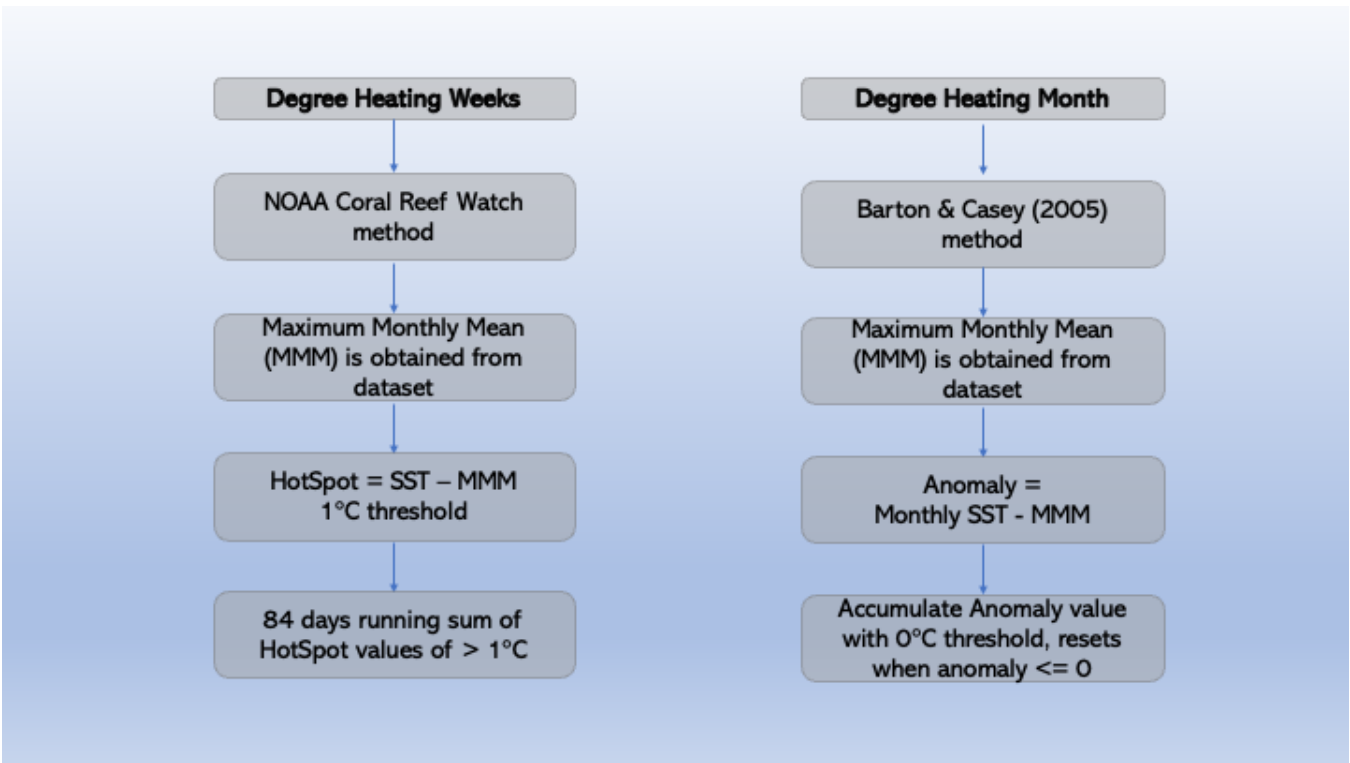 Degree Heating Weeks
NOAA Coral Reef Watch
method
Maximum Monthly Mean
(MMM) is obtained from
dataset
HotSpot = SST – MMM
1°C threshold
84 days running sum of
HotSpot values of > 1°C
Degree Heating Month
Barton & Casey (2005)
method
Maximum Monthly Mean
(MMM) is obtained from
dataset
Anomaly =
Monthly SST - MMM
Accumulate Anomaly value
with 0°C threshold, resets
when anomaly <= 0